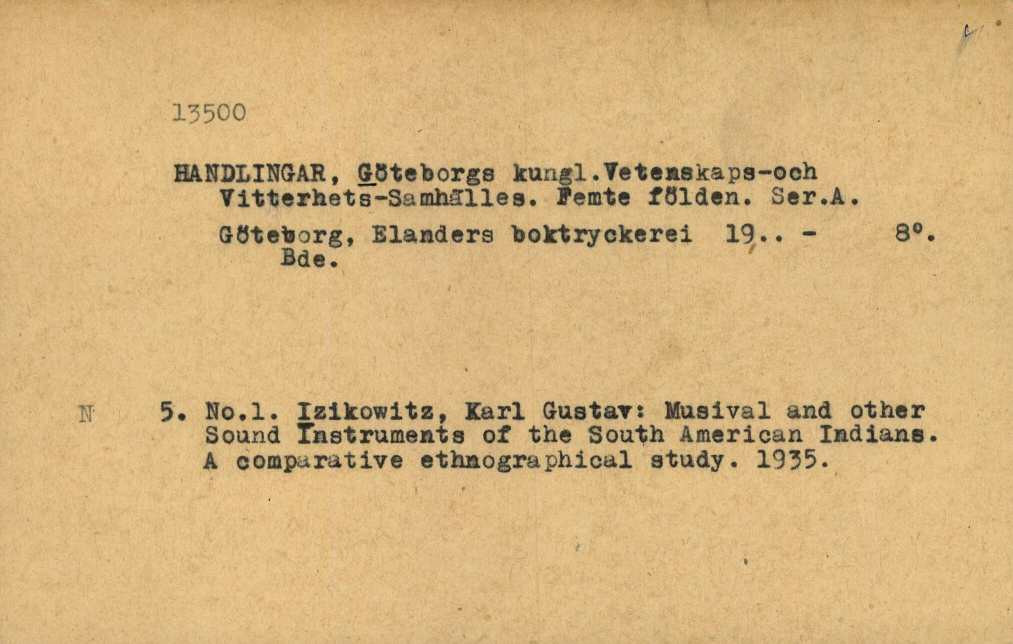 13500
HANDLINGAR, Göteborgs kungl.Vetenskaps-och
Vitterhets-Samhälles. Femte földen. Ser.A.
Göteborg, Elanders boktryckerei 19.. - 8°.
Bde.
N 5. No.1. Izikowitz, Karl Gustav: Musival and other
Sound Instruments of the South American Indians.
A comparative ethnographical study. 1935.